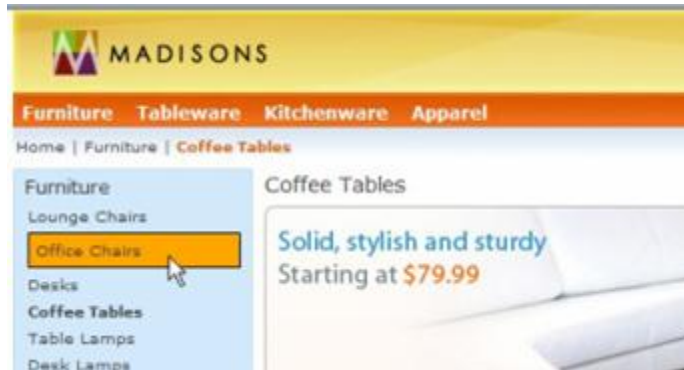 MADISONS
Furniture Tableware Kitchenware Apparel
Home | Furniture | Coffee Tables
Furniture
Lounge Chairs
Office Chairs
Desks
Coffee Tables
Table Lamps
Desk Lamps
Coffee Tables
Solid, stylish and sturdy
Starting at $79.99